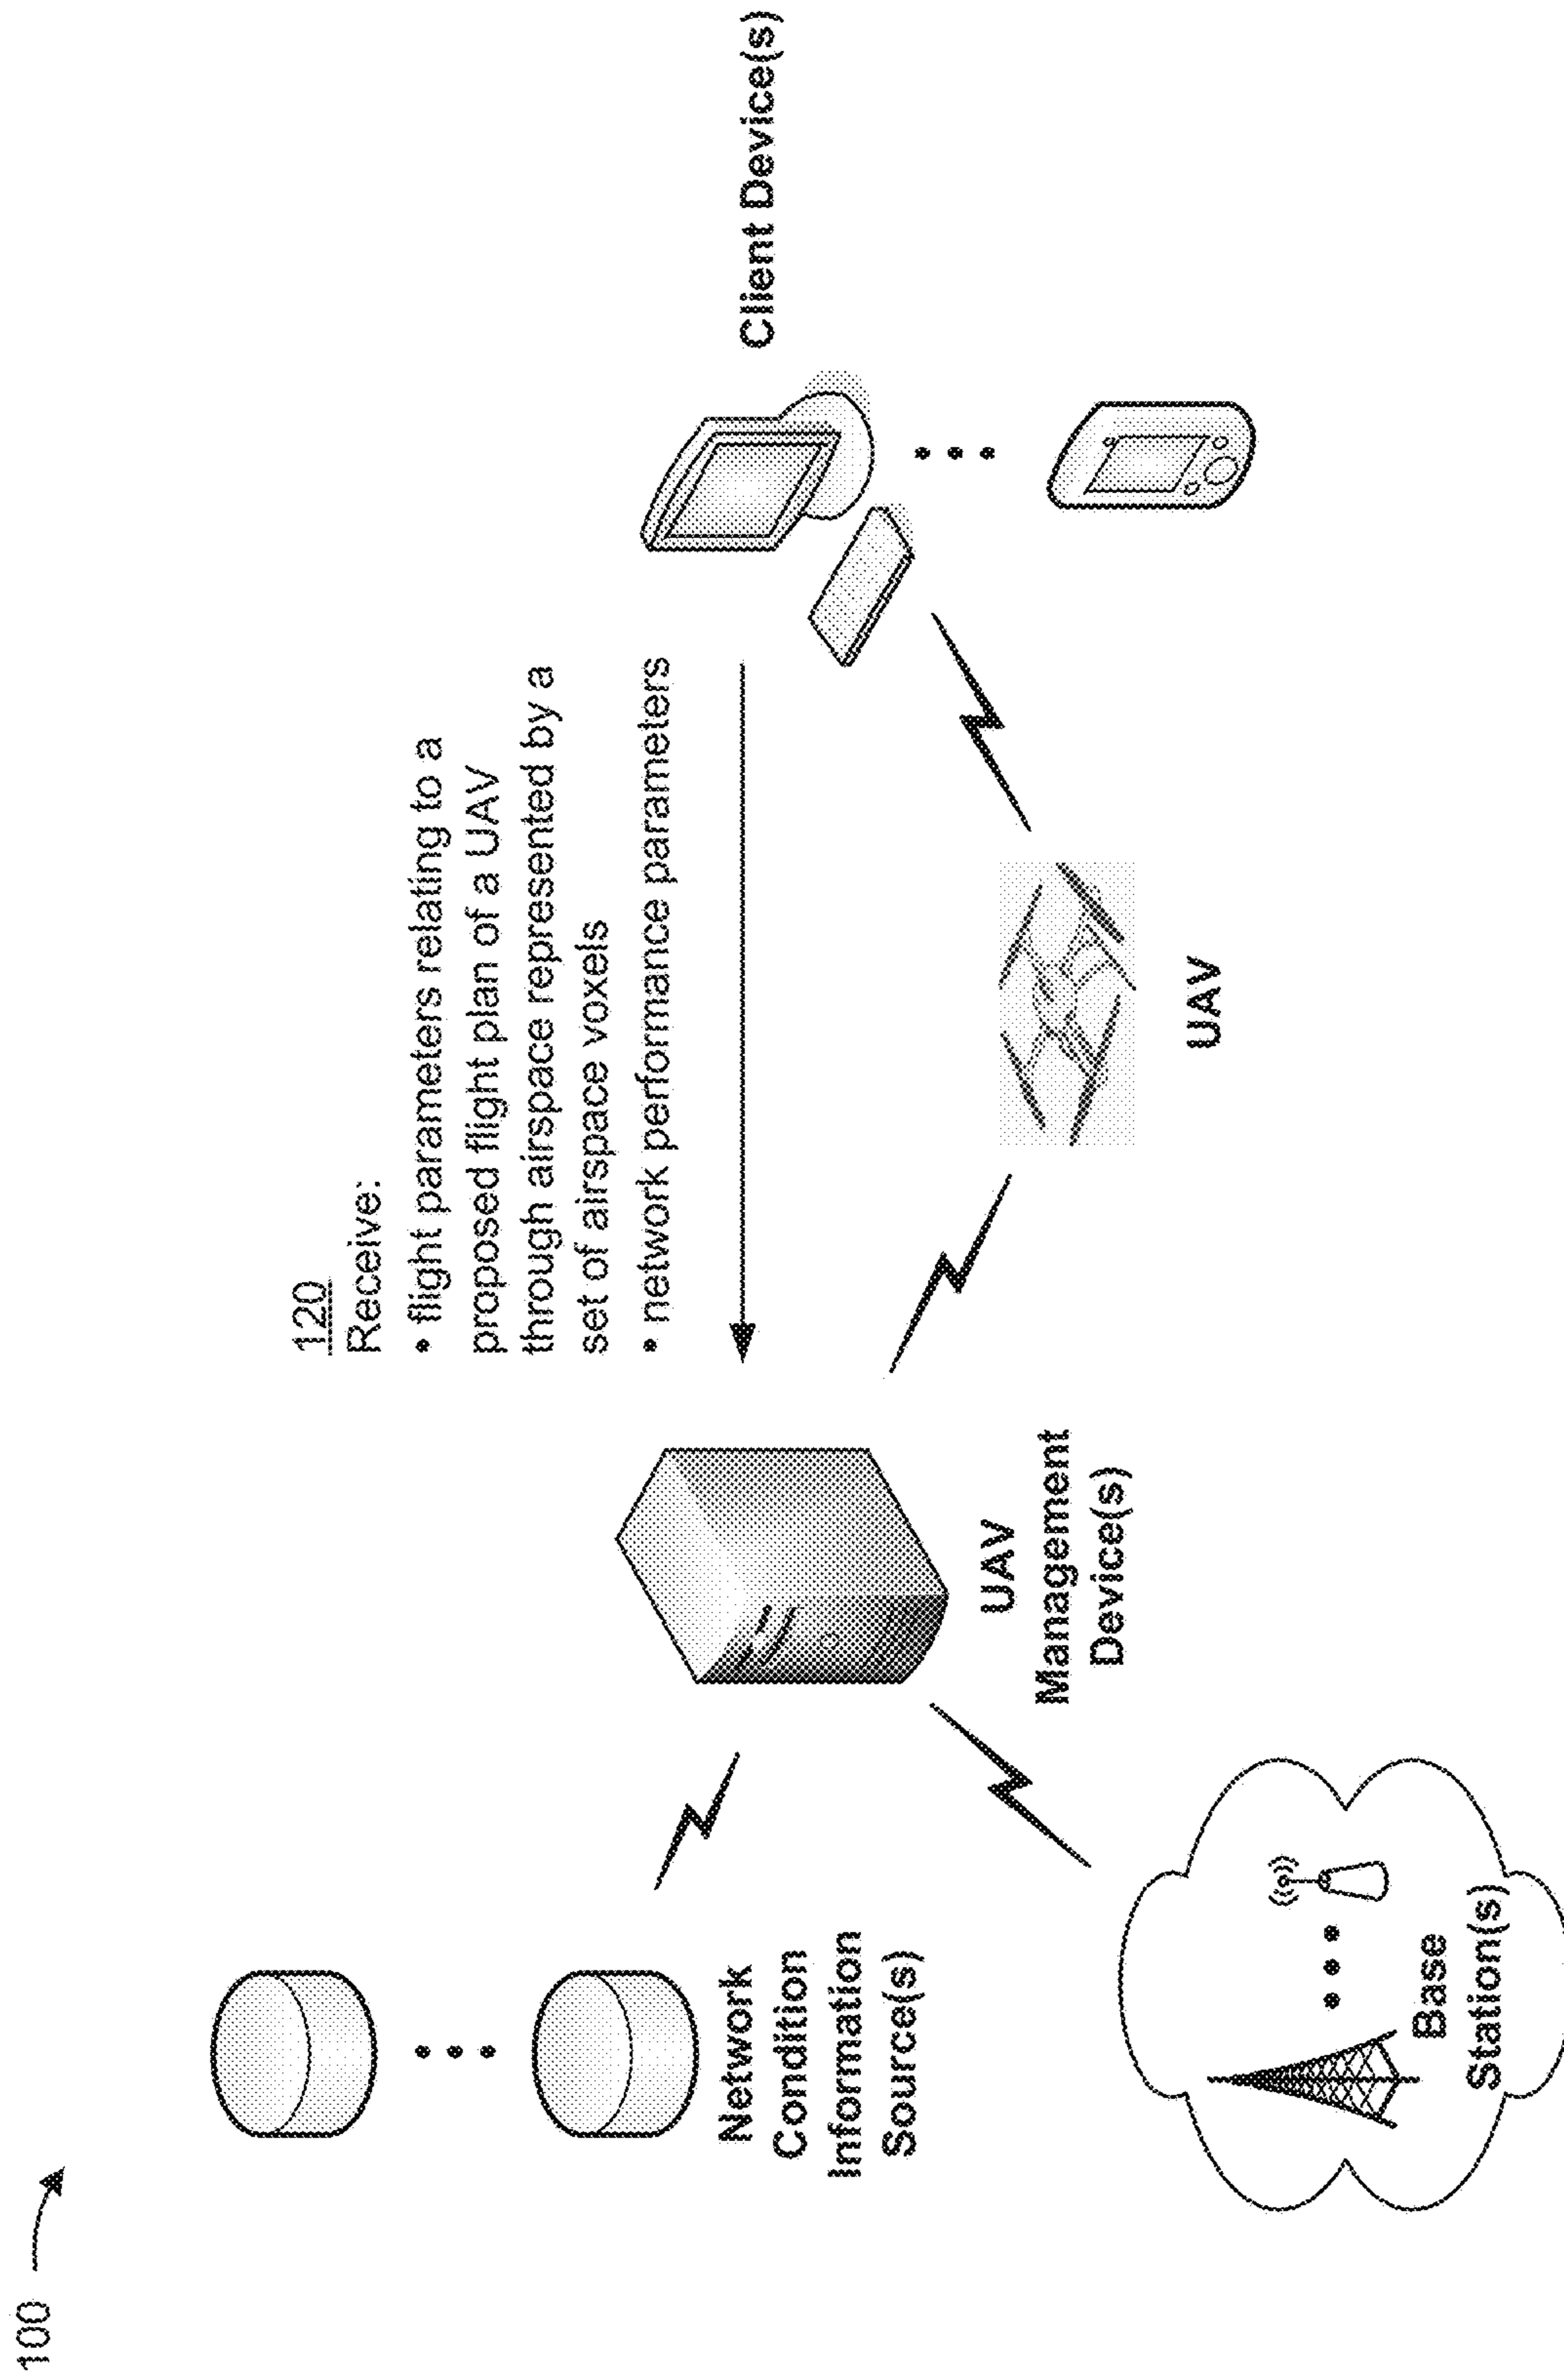 100
120
Receive:
• flight parameters relating to a
proposed flight plan of a UAV
through airspace represented by a
set of airspace voxels
• network performance parameters
Client Device(s)
Network
Condition
Information
Source(s)
UAV
Management
Device(s)
UAV
Base
Station(s)